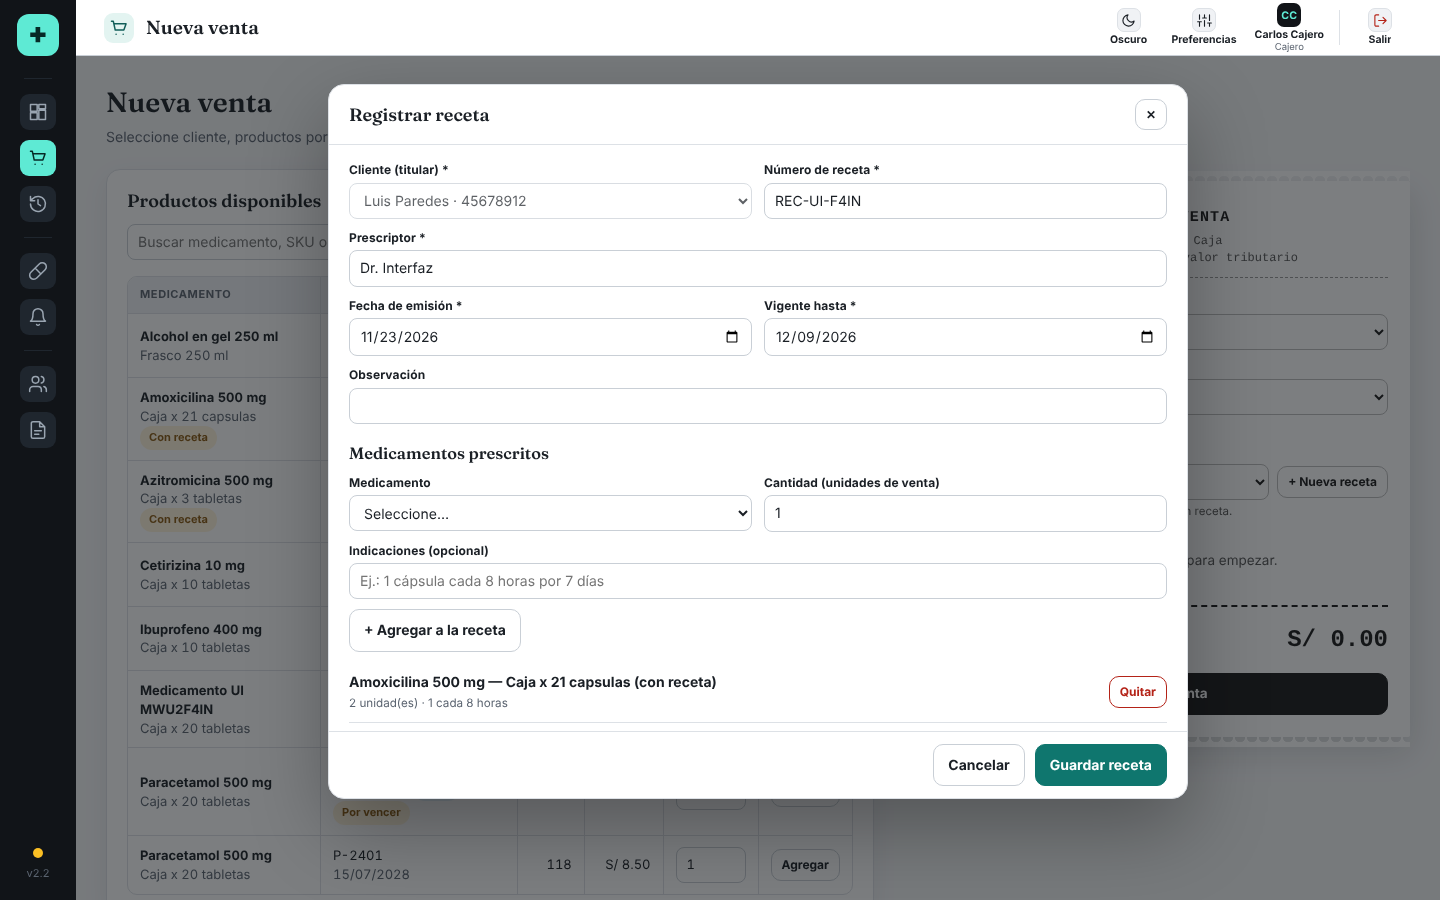 Nueva venta
Oscuro
Preferencias
CC
Carlos Cajero
Cajero
Salir
Nueva venta
Seleccione cliente, productos por
Productos disponibles
Buscar medicamento, SKU o
MEDICAMENTO
Alcohol en gel 250 ml
Frasco 250 ml
Amoxicilina 500 mg
Caja x 21 capsulas
Con receta
Azitromicina 500 mg
Caja x 3 tabletas
Con receta
Cetirizina 10 mg
Caja x 10 tabletas
Ibuprofeno 400 mg
Caja x 10 tabletas
Medicamento UI
MWU2F4IN
Caja x 20 tabletas
Paracetamol 500 mg
Caja x 20 tabletas
Por vencer
Paracetamol 500 mg
Caja x 20 tabletas
P-2401
15/07/2028
118
S/ 8.50
1
Agregar
Registrar receta
×
Cliente (titular) *
Luis Paredes · 45678912
Número de receta *
REC-UI-F4IN
Prescriptor *
Dr. Interfaz
Fecha de emisión *
11/23/2026
Vigente hasta *
12/09/2026
Observación
Medicamentos prescritos
Medicamento
Seleccione...
Cantidad (unidades de venta)
1
Indicaciones (opcional)
Ej.: 1 cápsula cada 8 horas por 7 días
+ Agregar a la receta
Amoxicilina 500 mg — Caja x 21 capsulas (con receta)
2 unidad(es) · 1 cada 8 horas
Quitar
Cancelar
Guardar receta
ENTA
Caja
valor tributario
+ Nueva receta
receta.
para empezar.
S/ 0.00
nta
v2.2